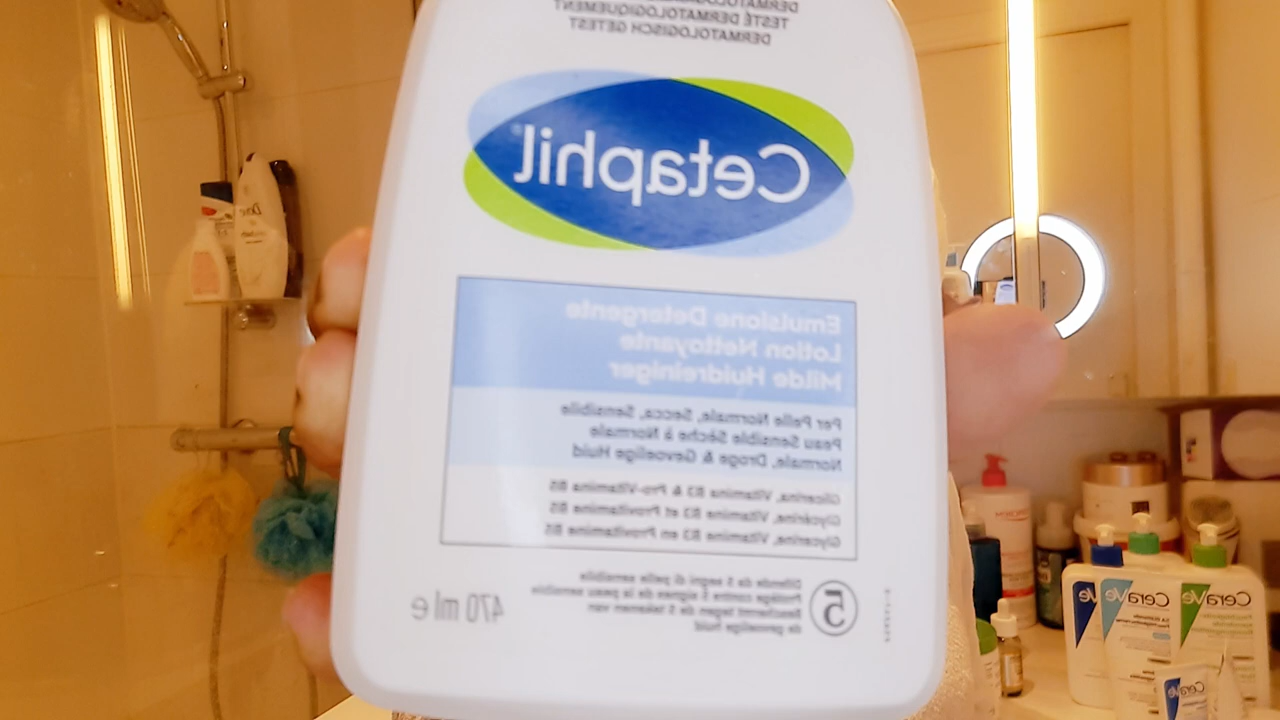 DERMATOLOGIQUEMENT
TESTÉ DERMATOLOGIQUEMENT
DERMATOLOGISCH GETEST
Cetaphil®
Emulsione Detergente
Lotion Nettoyante
Milde Huidreiniger
Per Pelle Normale, Secca, Sensibile
Peau Sensible Sèche à Normale
Normale, Droge & Gevoelige Huid
Glicerina, Vitamina B3 & Pro-Vitamina B5
Glycérine, Vitamine B3 et Provitamine B5
Glycerine, Vitamine B3 en Provitamine B5
5
Difende da 5 segni di pelle sensibile
Protège contre 5 signes de la peau sensible
Beschermt tegen de 5 tekenen van
de gevoelige huid
470 ml e
Dove
CeraVe
CeraVe
CeraVe